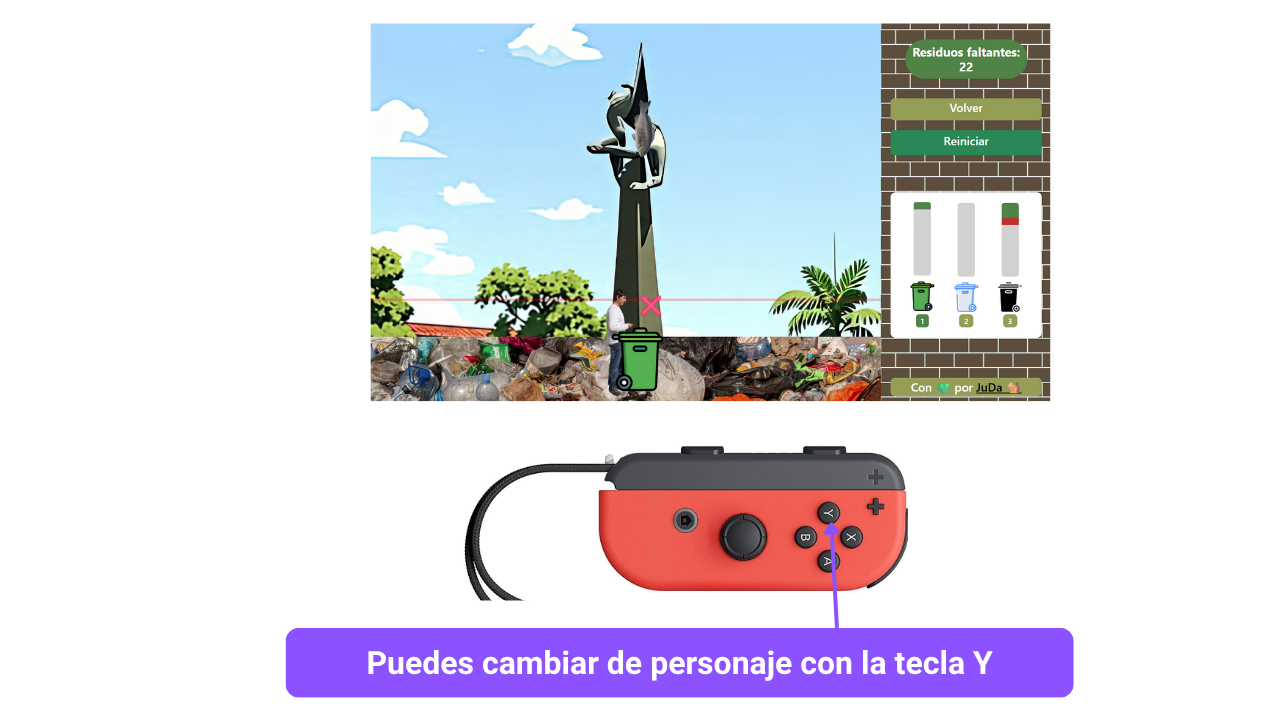 Residuos faltantes:
22
Volver
Reiniciar
1 2 3
Con 💚 por JuDa 🐴
Y
B X
A
Puedes cambiar de personaje con la tecla Y